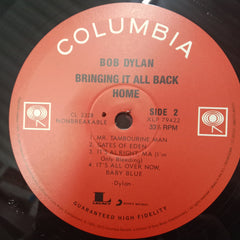 COLUMBIA
BOB DYLAN
BRINGING IT ALL BACK
HOME
CL 2328
NONBREAKABLE
SIDE 2
XLP 79422
33⅓ RPM
1. MR. TAMBOURINE MAN
2. GATES OF EDEN
3. IT'S ALRIGHT, MA (I'm
Only Bleeding)
4. IT'S ALL OVER NOW,
BABY BLUE
Dylan
GUARANTEED HIGH FIDELITY